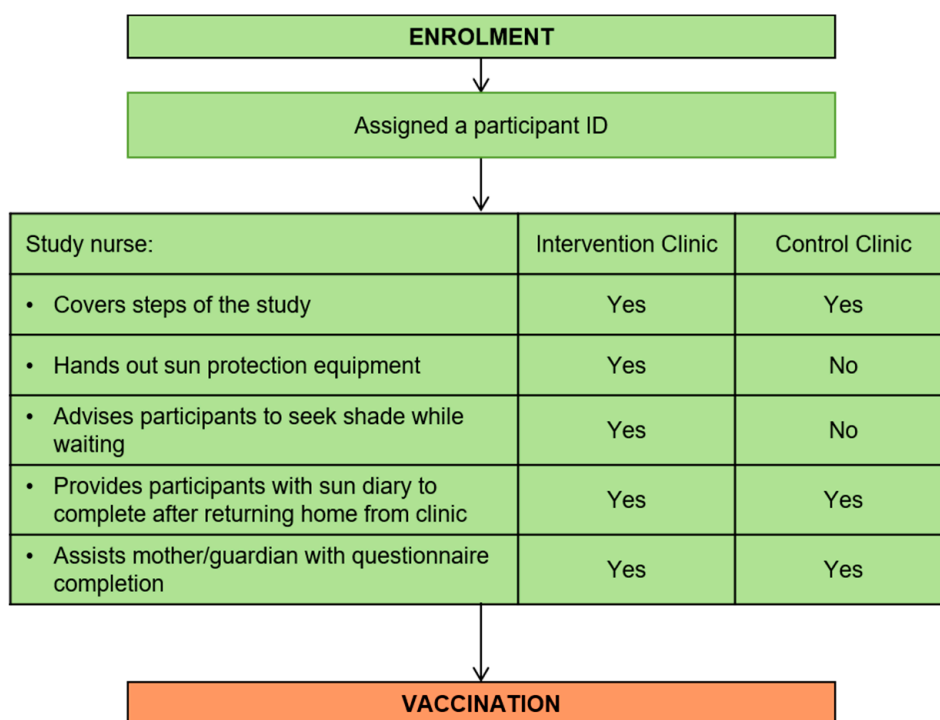 ENROLMENT
Assigned a participant ID
Study nurse: Intervention Clinic Control Clinic
• Covers steps of the study Yes Yes
• Hands out sun protection equipment Yes No
• Advises participants to seek shade while
waiting Yes No
• Provides participants with sun diary to
complete after returning home from clinic Yes Yes
• Assists mother/guardian with questionnaire
completion Yes Yes
VACCINATION